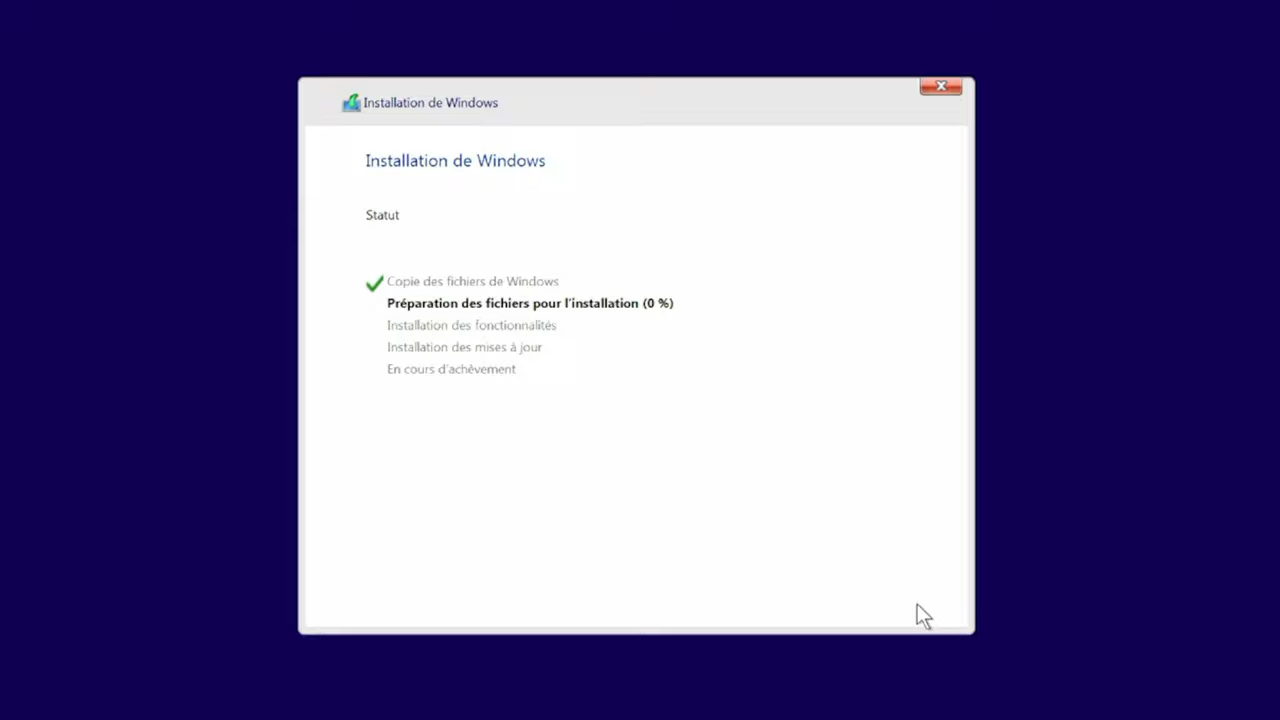 Installation de Windows
Installation de Windows
Statut
Copie des fichiers de Windows
Préparation des fichiers pour l'installation (0 %)
Installation des fonctionnalités
Installation des mises à jour
En cours d'achèvement